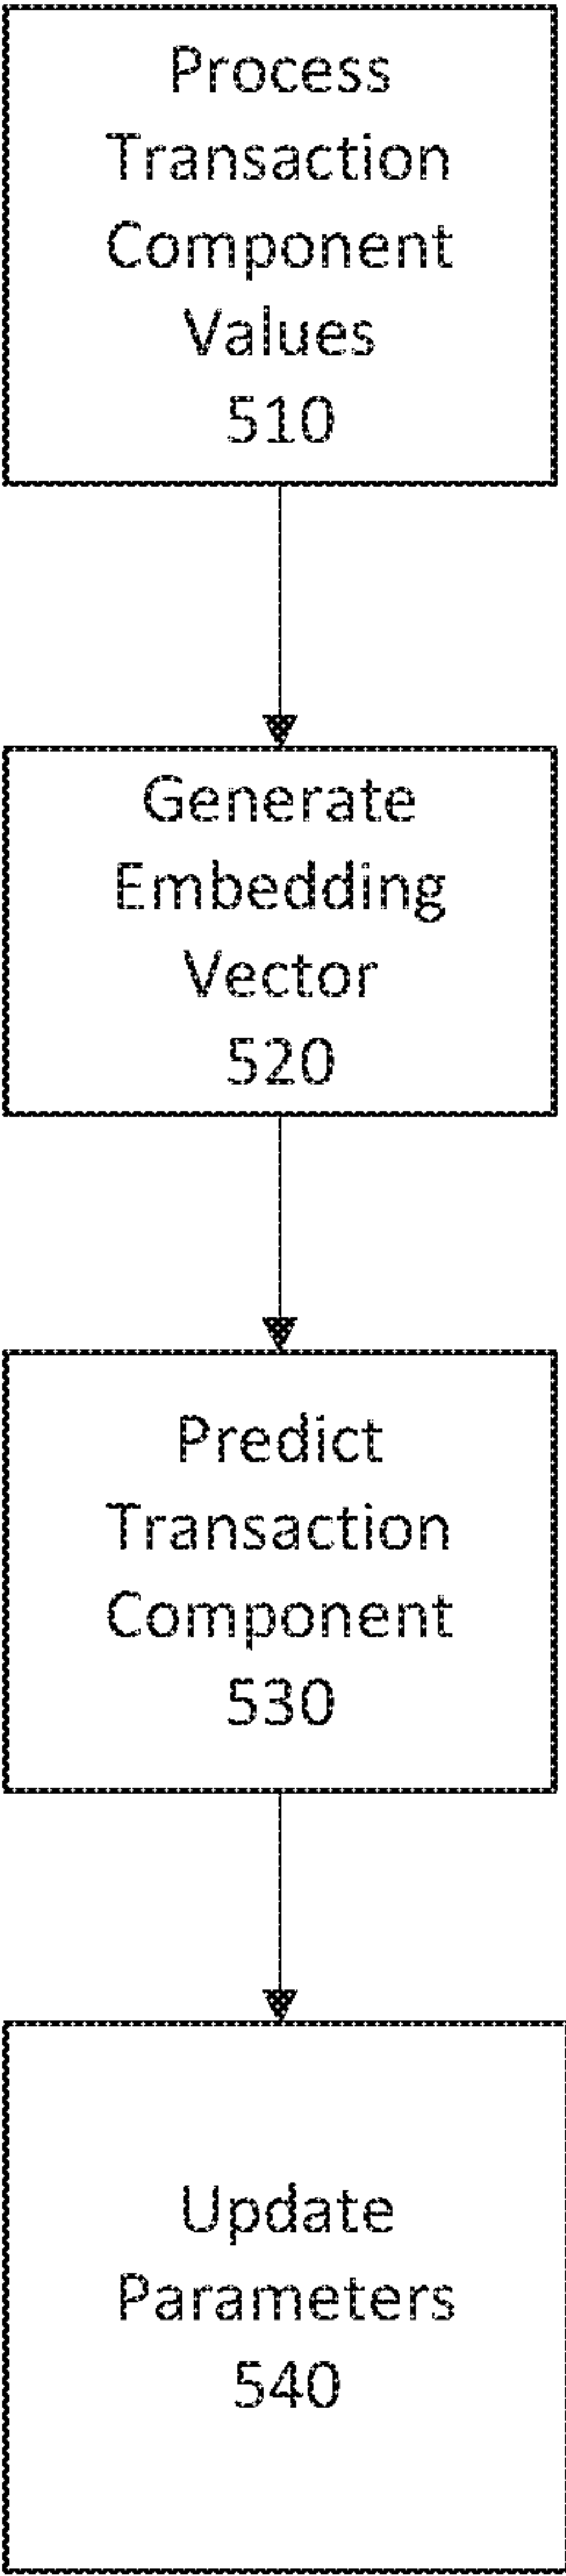 Process
Transaction
Component
Values
510
Generate
Embedding
Vector
520
Predict
Transaction
Component
530
Update
Parameters
540